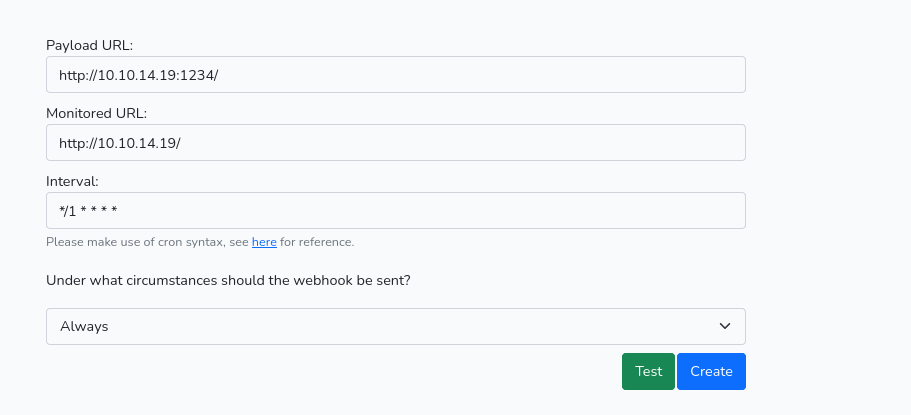 Payload URL:
http://10.10.14.19:1234/
Monitored URL:
http://10.10.14.19/
Interval:
*/1 * * * *
Please make use of cron syntax, see here for reference.
Under what circumstances should the webhook be sent?
Always
Test Create